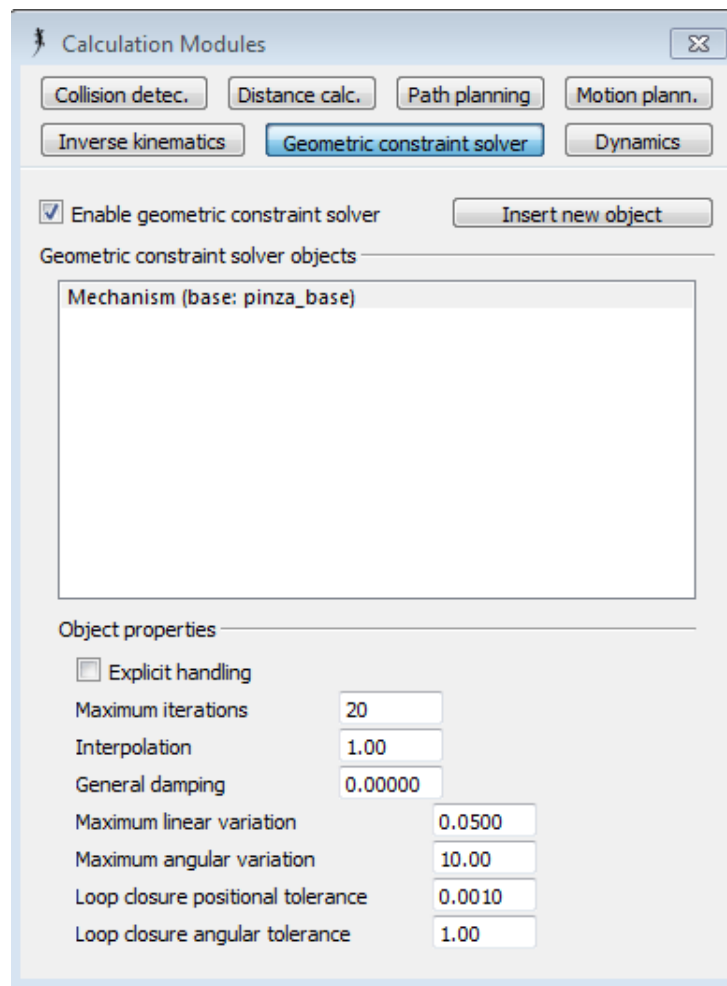 Calculation Modules
Collision detec. Distance calc. Path planning Motion plann.
Inverse kinematics Geometric constraint solver Dynamics
Enable geometric constraint solver Insert new object
Geometric constraint solver objects
Mechanism (base: pinza_base)
Object properties
Explicit handling
Maximum iterations 20
Interpolation 1.00
General damping 0.00000
Maximum linear variation 0.0500
Maximum angular variation 10.00
Loop closure positional tolerance 0.0010
Loop closure angular tolerance 1.00